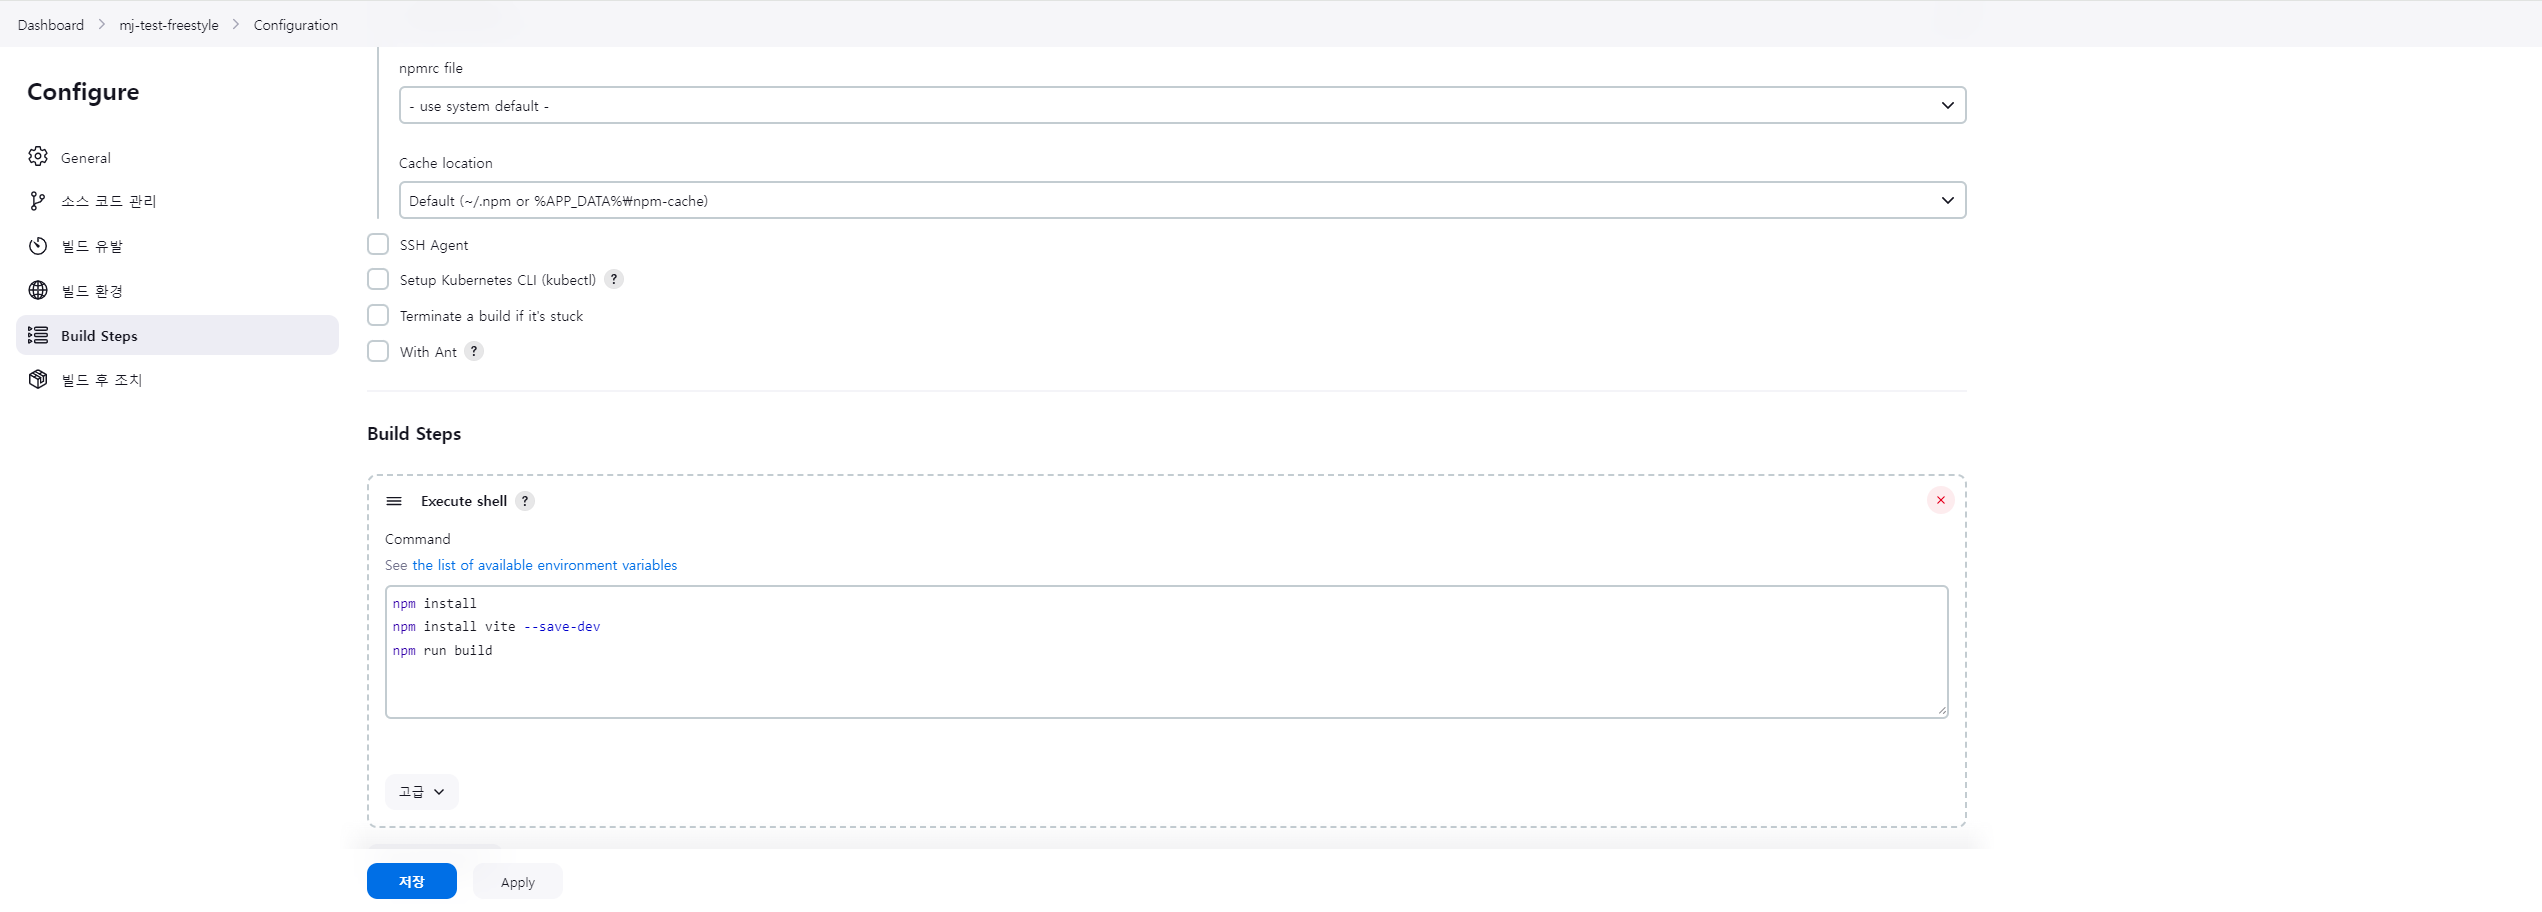 Dashboard > mj-test-freestyle > Configuration
Configure
General
소스 코드 관리
빌드 유발
빌드 환경
Build Steps
빌드 후 조치
npmrc file
- use system default -
Cache location
Default (~/.npm or %APP_DATA%₩npm-cache)
SSH Agent
Setup Kubernetes CLI (kubectl) ?
Terminate a build if it's stuck
With Ant ?
Build Steps
Execute shell ?
Command
See the list of available environment variables
npm install
npm install vite --save-dev
npm run build
고급
저장
Apply